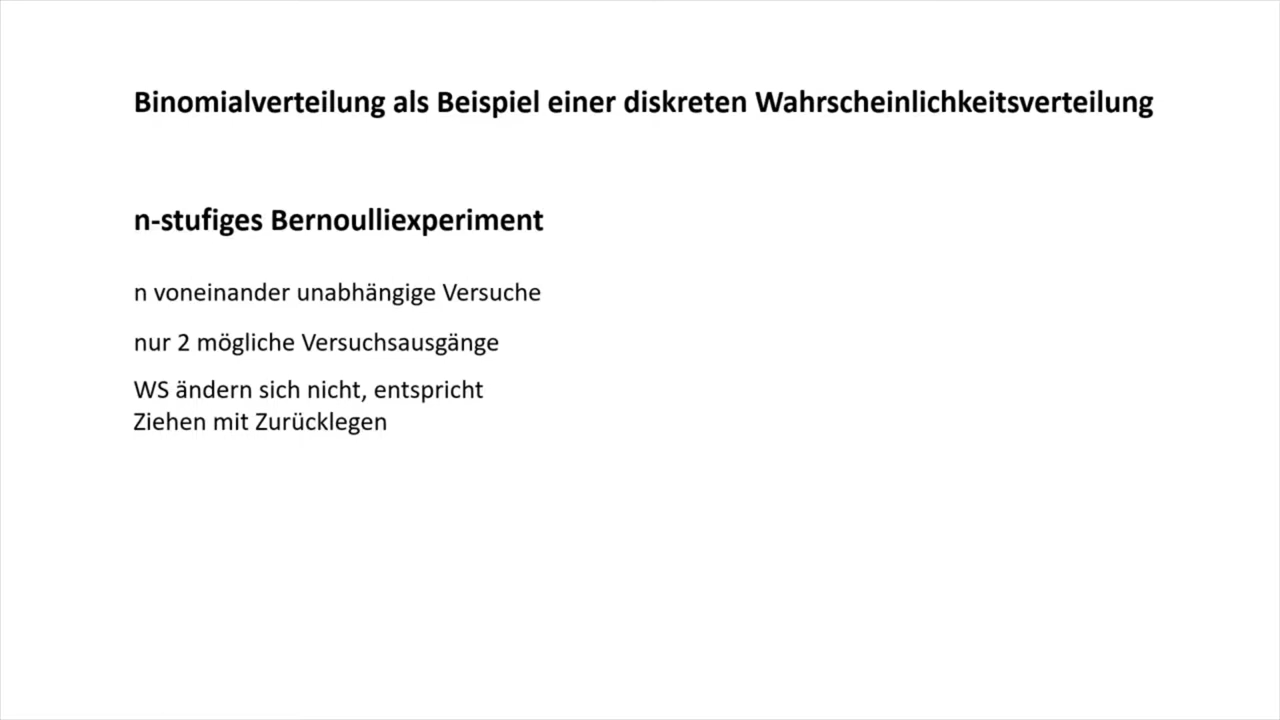 Binomialverteilung als Beispiel einer diskreten Wahrscheinlichkeitsverteilung
n-stufiges Bernoulliexperiment
n voneinander unabhängige Versuche
nur 2 mögliche Versuchsausgänge
WS ändern sich nicht, entspricht
Ziehen mit Zurücklegen